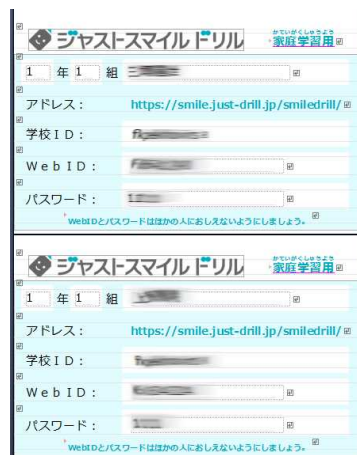 ジャストスマイル ドリル
かていがくしゅうよう
家庭学習用
1 年 1 組
アドレス： https://smile.just-drill.jp/smiledrill/
学校ＩＤ：
ＷｅｂＩＤ：
パスワード：
WebIDとパスワードはほかの人におしえないようにしましょう。
ジャストスマイル ドリル
かていがくしゅうよう
家庭学習用
1 年 1 組
アドレス： https://smile.just-drill.jp/smiledrill/
学校ＩＤ：
ＷｅｂＩＤ：
パスワード：
WebIDとパスワードはほかの人におしえないようにしましょう。